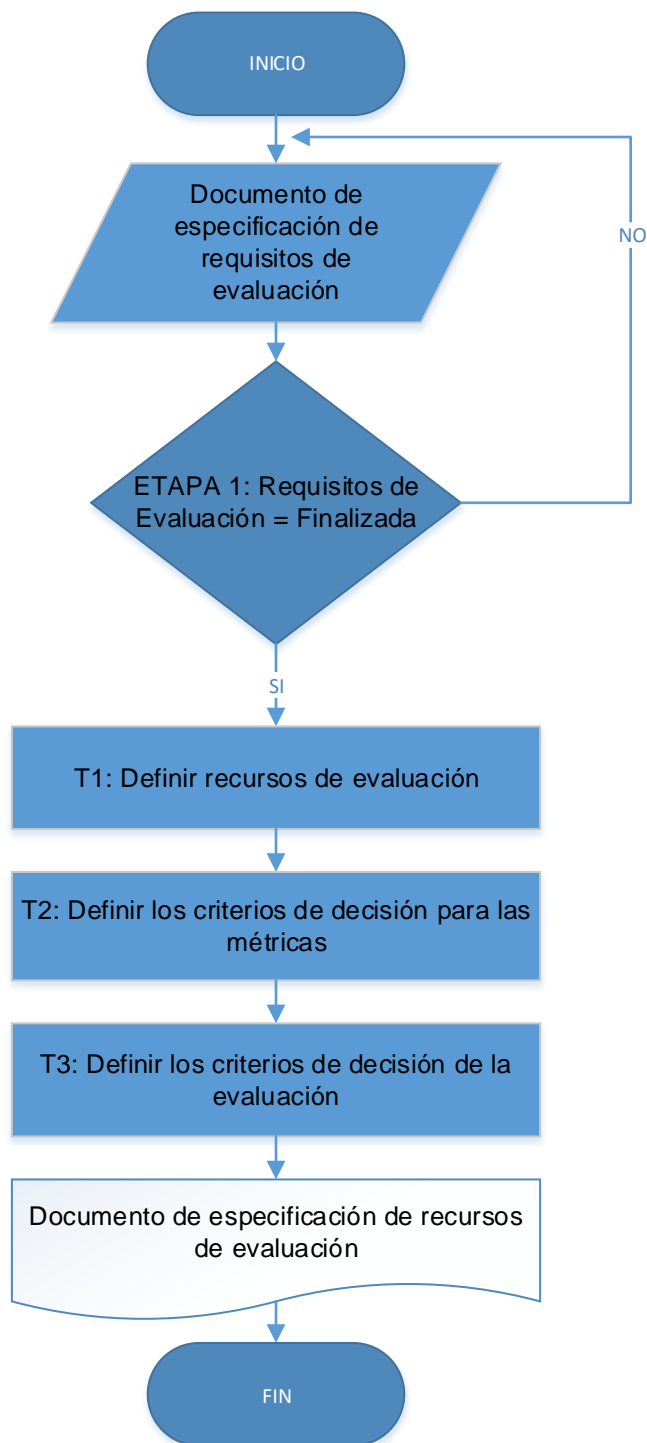 INICIO
Documento de
especificación de
requisitos de
evaluación
NO
ETAPA 1: Requisitos de
Evaluación = Finalizada
SI
T1: Definir recursos de evaluación
T2: Definir los criterios de decisión para las
métricas
T3: Definir los criterios de decisión de la
evaluación
Documento de especificación de recursos
de evaluación
FIN